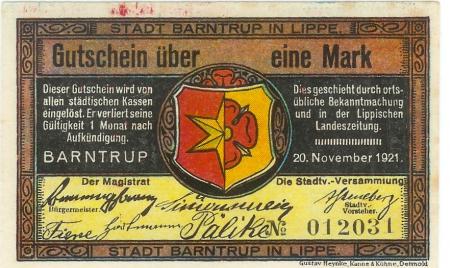 STADT BARNTRUP IN LIPPE.
Gutschein über eine Mark
Dieser Gutschein wird von
allen städtischen Kassen
eingelöst. Er verliert seine
Gültigkeit 1 Monat nach
Aufkündigung.
BARNTRUP
Dies geschieht durch orts-
übliche Bekanntmachung
und in der Lippischen
Landeszeitung.
20. November 1921.
Der Magistrat
Die Stadtv.-Versammlung
Bürgermeister.
Stadtv.
Vorsteher.
Pälike
No 012031
STADT BARNTRUP IN LIPPE
Gustav Heynke, Kanne & Kühne, Detmold